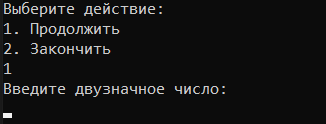 Выберите действие:
1. Продолжить
2. Закончить
1
Введите двузначное число: